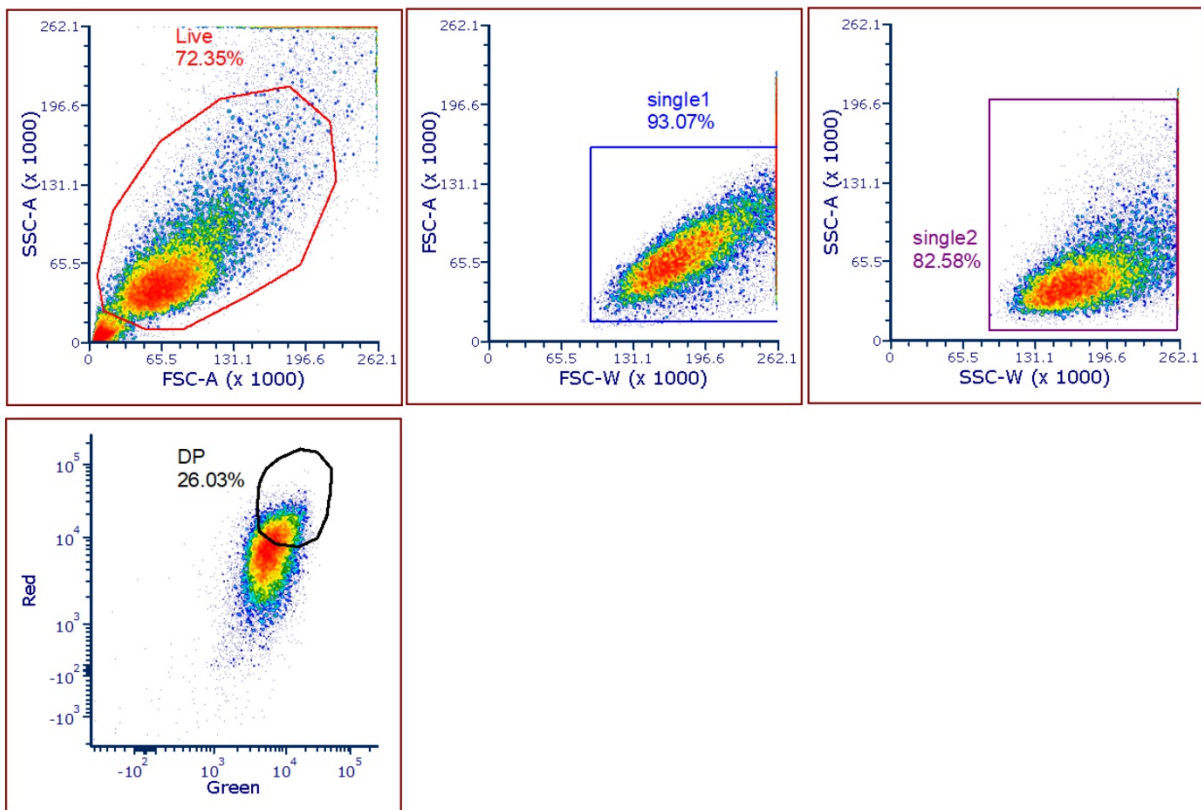 262.1
196.6
131.1
65.5
0
SSC-A (x 1000)
Live
72.35%
0 65.5 131.1 196.6 262.1
FSC-A (x 1000)
262.1
196.6
131.1
65.5
0
FSC-A (x 1000)
single1
93.07%
0 65.5 131.1 196.6 262.1
FSC-W (x 1000)
262.1
196.6
131.1
65.5
0
SSC-A (x 1000)
single2
82.58%
0 65.5 131.1 196.6 262.1
SSC-W (x 1000)
10^5
10^4
10^3
-10^2
-10^3
Red
DP
26.03%
-10^2 10^3 10^4 10^5
Green